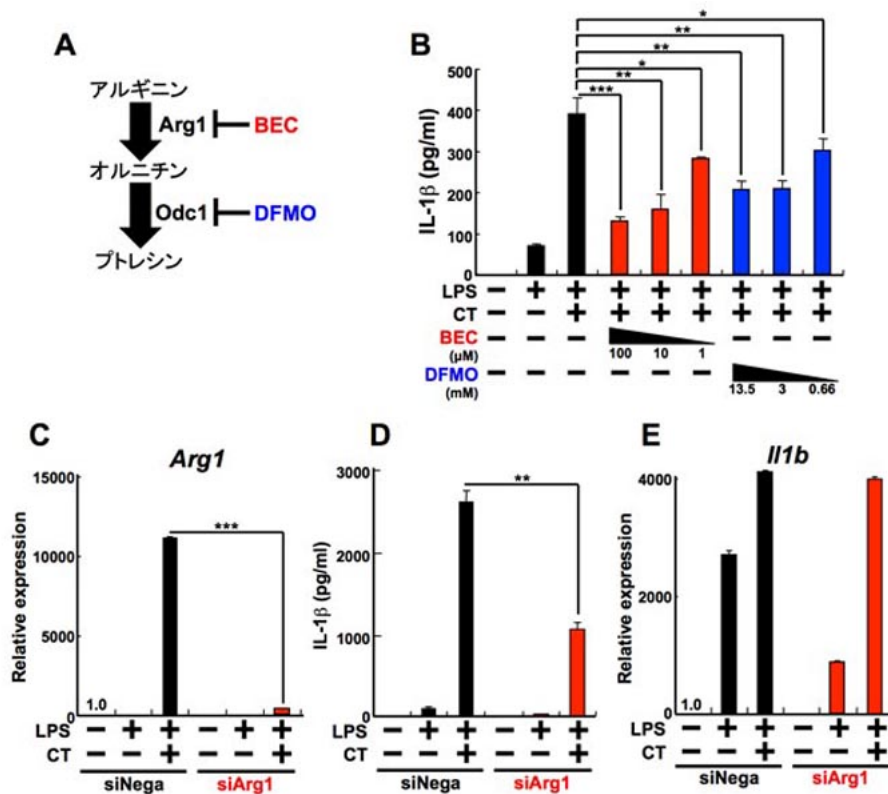 A
アルギニン
Arg1
BEC
オルニチン
Odc1
DFMO
プトレシン
B
*
**
**
*
**
***
IL-1β (pg/ml)
500
400
300
200
100
0
LPS − + + + + + + + +
CT − − + + + + + + +
BEC − − − − − −
(μM) 100 10 1
DFMO − − − − − −
(mM) 13.5 3 0.66
C
Arg1
Relative expression
15000
10000
5000
0
***
1.0
LPS − + + − + +
CT − − + − − +
siNega siArg1
D
IL-1β (pg/ml)
3000
2000
1000
0
**
− + + − + +
− − + − − +
siNega siArg1
E
Il1b
Relative expression
4000
2000
0
1.0
− + + − + +
− − + − − +
siNega siArg1